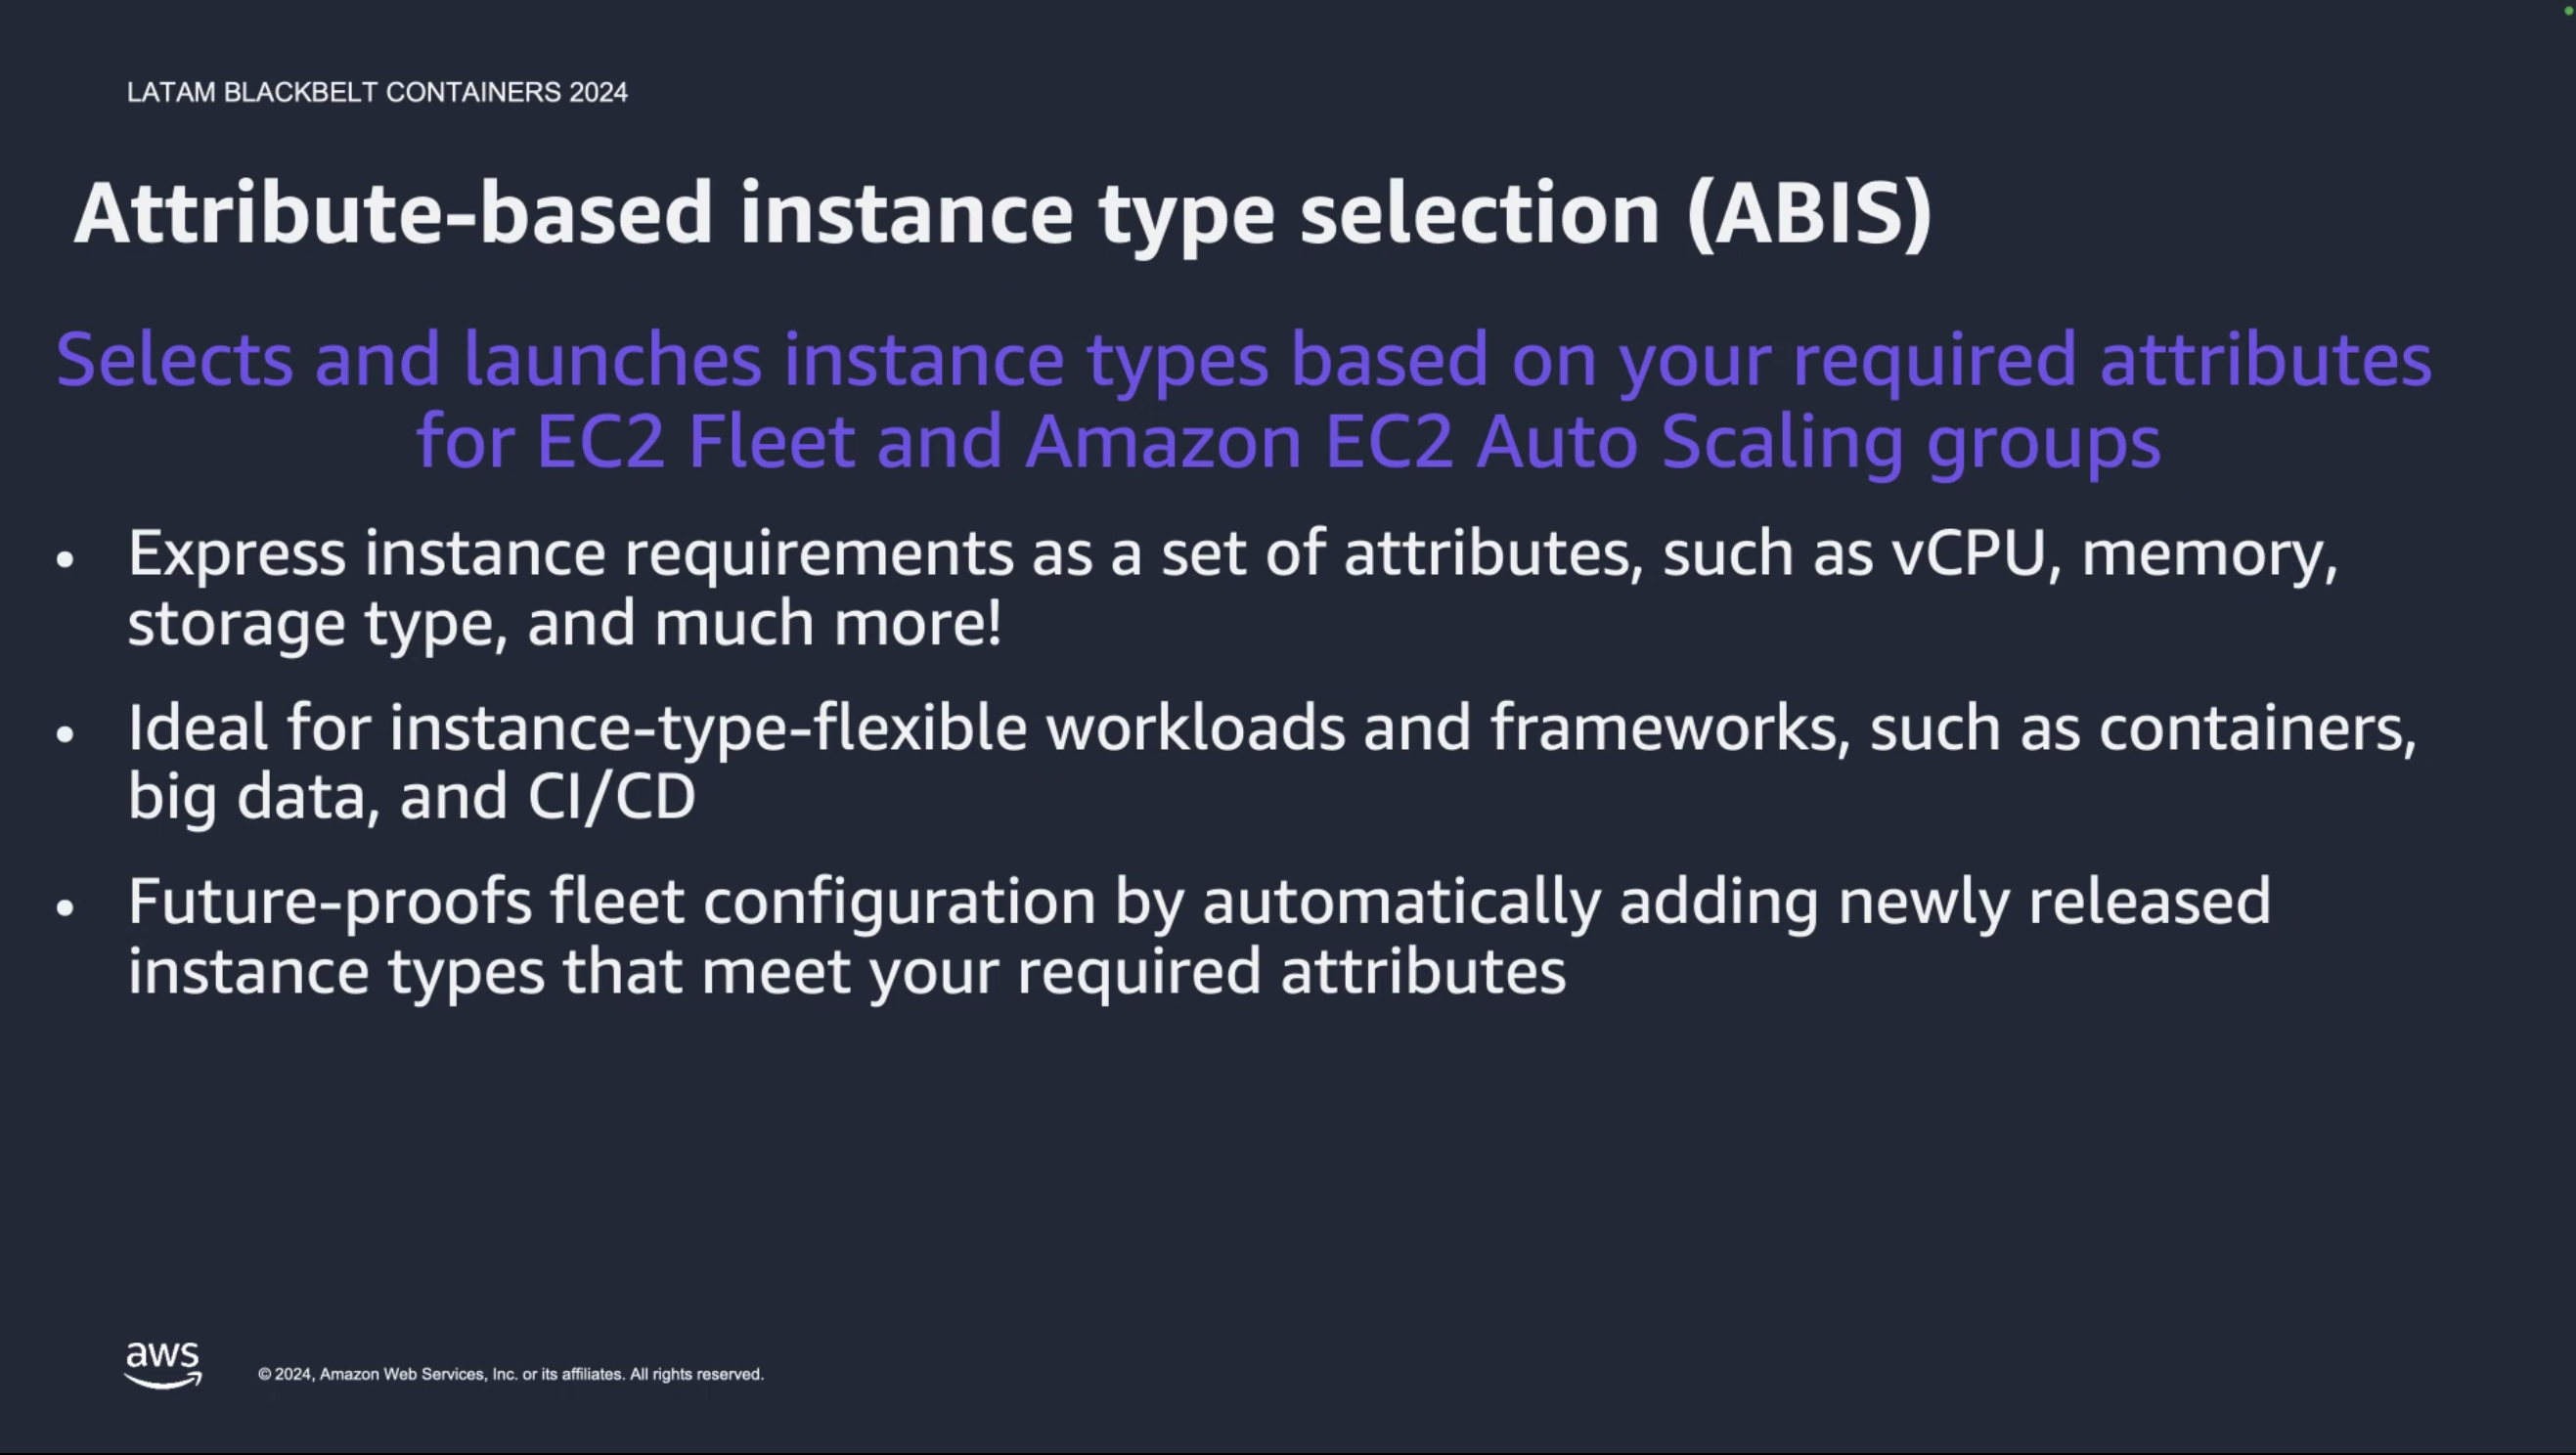 LATAM BLACKBELT CONTAINERS 2024
Attribute-based instance type selection (ABIS)
Selects and launches instance types based on your required attributes
for EC2 Fleet and Amazon EC2 Auto Scaling groups
• Express instance requirements as a set of attributes, such as vCPU, memory,
storage type, and much more!
• Ideal for instance-type-flexible workloads and frameworks, such as containers,
big data, and CI/CD
• Future-proofs fleet configuration by automatically adding newly released
instance types that meet your required attributes
aws
© 2024, Amazon Web Services, Inc. or its affiliates. All rights reserved.